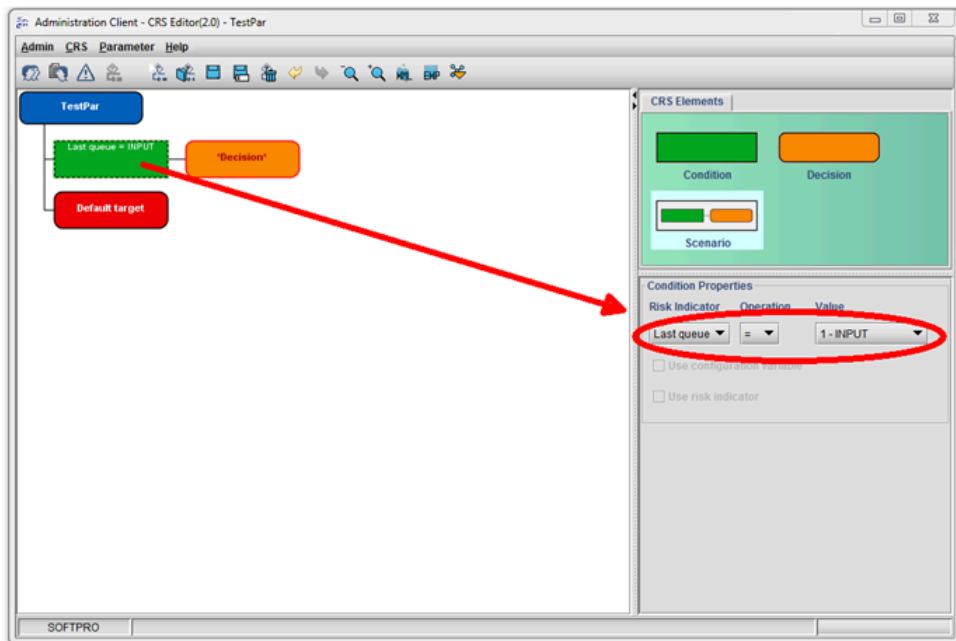 Administration Client - CRS Editor(2.0) - TestPar
Admin CRS Parameter Help
XML EMP
TestPar
Last queue = INPUT
*Decision*
Default target
CRS Elements
Condition Decision
Scenario
Condition Properties
Risk Indicator Operation Value
Last queue = 1 - INPUT
Use configuration variable
Use risk indicator
SOFTPRO